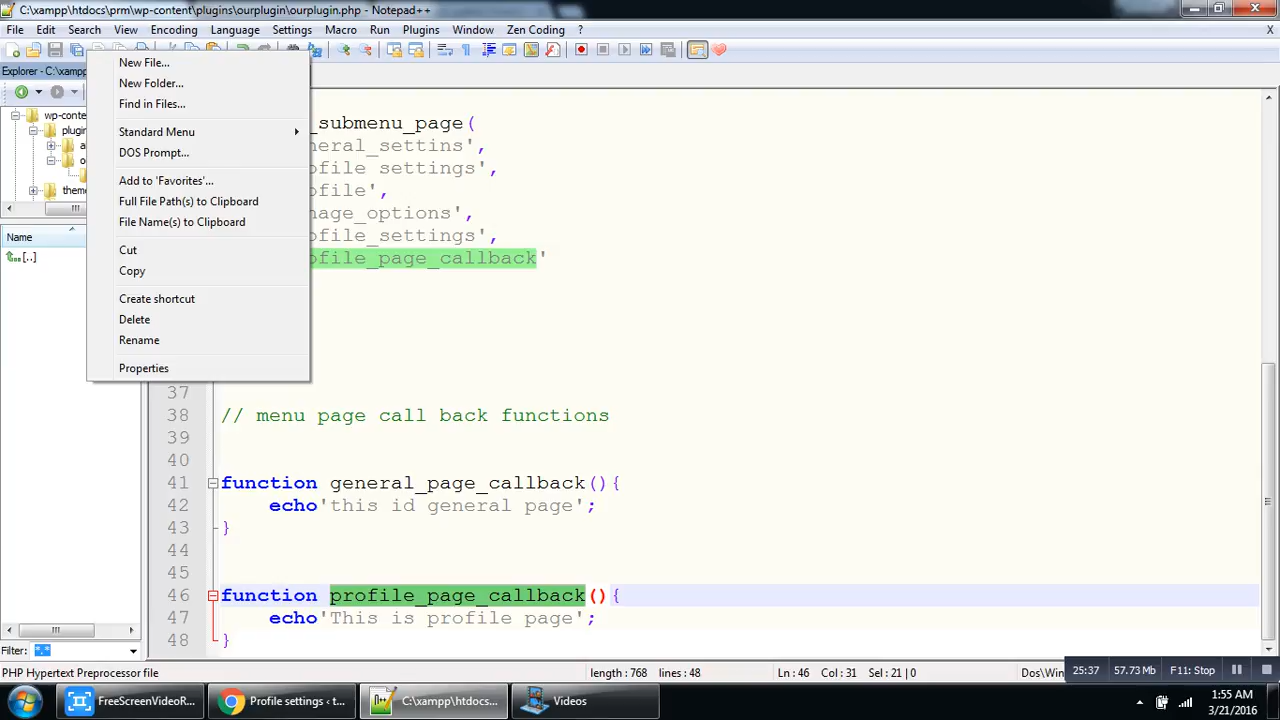 C:\xampp\htdocs\prm\wp-content\plugins\ourplugin\ourplugin.php - Notepad++
File Edit Search View Encoding Language Settings Macro Run Plugins Window Zen Coding ? X
Explorer - C:\xampp
New File...
New Folder...
Find in Files...
Standard Menu
DOS Prompt...
Add to 'Favorites'...
Full File Path(s) to Clipboard
File Name(s) to Clipboard
Cut
Copy
Create shortcut
Delete
Rename
Properties
wp-conte
plugin
a
o
them
Name
[..]
Filter: *.*
_submenu_page(
neral_settins',
ofile settings',
ofile',
nage_options',
ofile_settings',
ofile_page_callback'
37
38 // menu page call back functions
39
40
41 function general_page_callback(){
42 echo'this id general page';
43 }
44
45
46 function profile_page_callback(){
47 echo'This is profile page';
48 }
PHP Hypertext Preprocessor file length : 768 lines : 48 Ln : 46 Col : 31 Sel : 21 | 0 Dos\Win
25:37 57.73 Mb F11: Stop
FreeScreenVideoR... Profile settings ‹ t... C:\xampp\htdocs... Videos
1:55 AM
3/21/2016